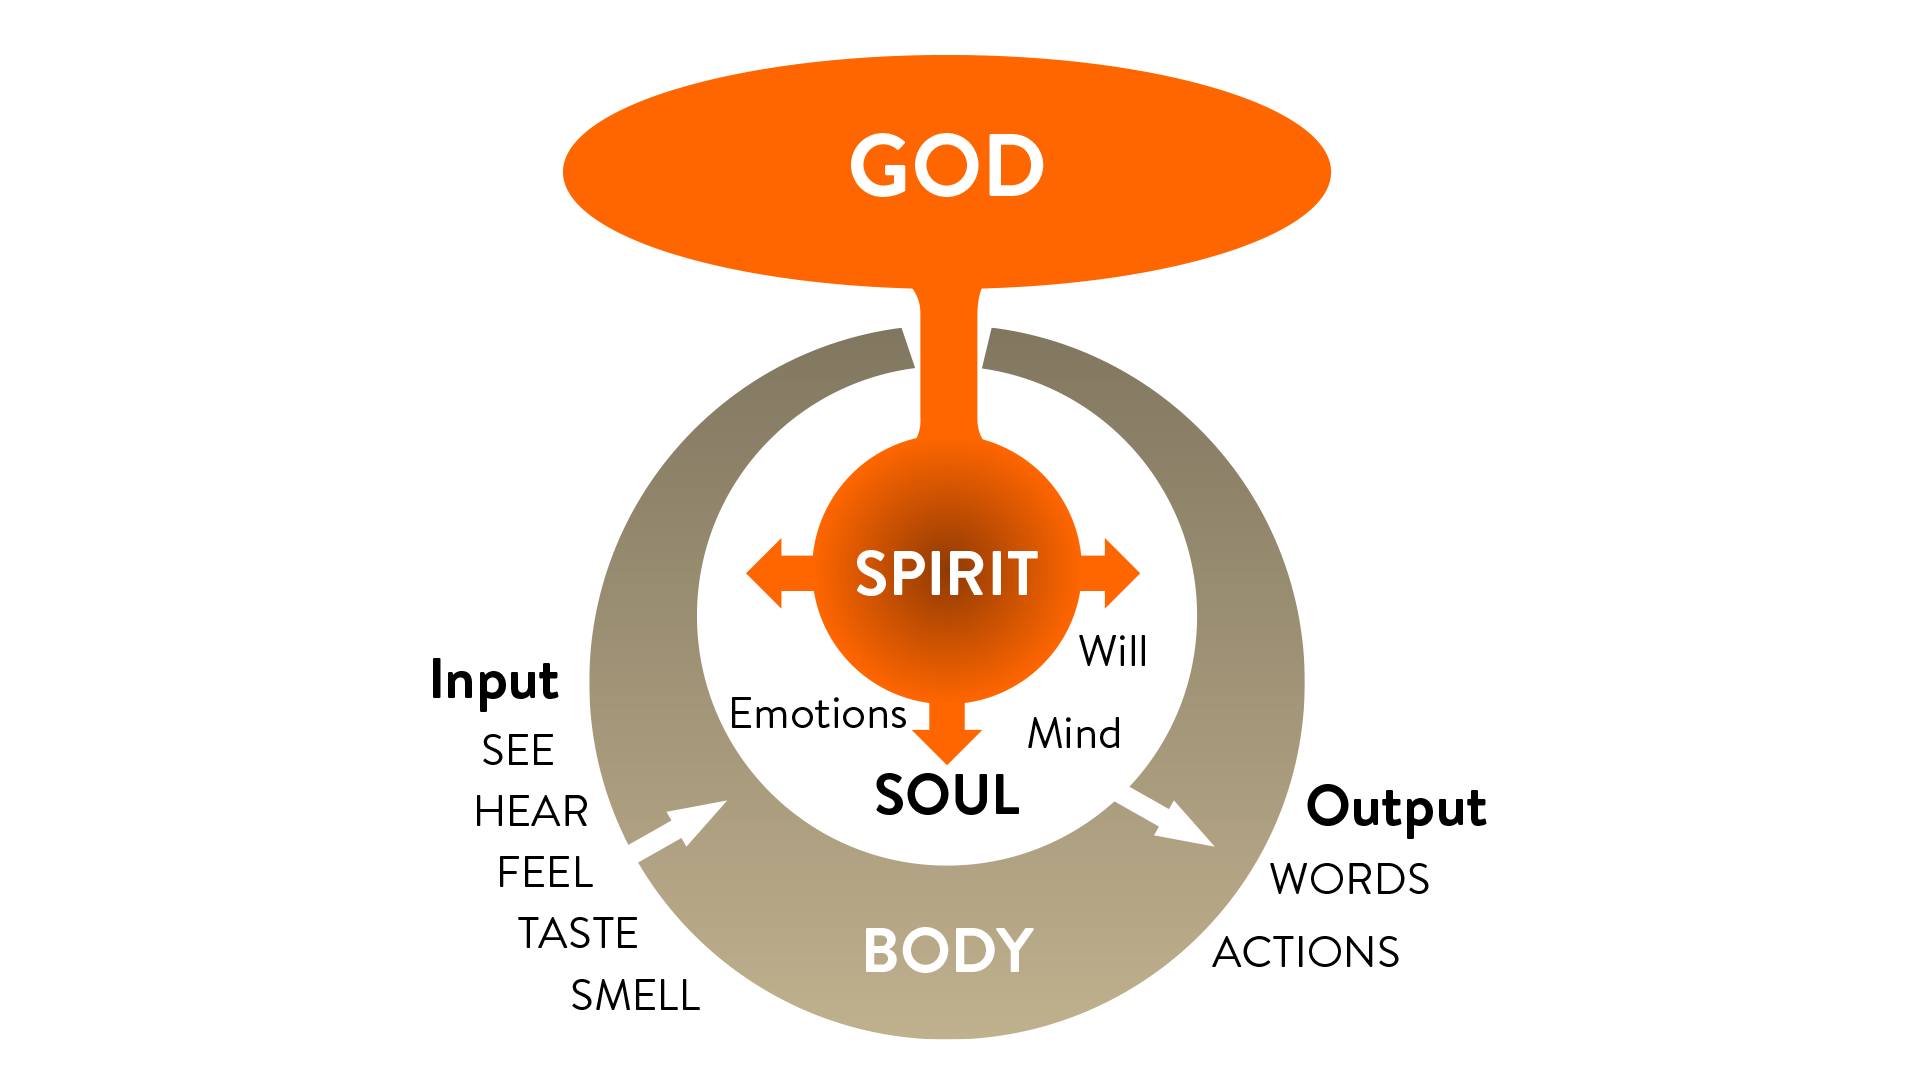 GOD
SPIRIT
Will
Emotions
Mind
SOUL
BODY
Input
SEE
HEAR
FEEL
TASTE
SMELL
Output
WORDS
ACTIONS